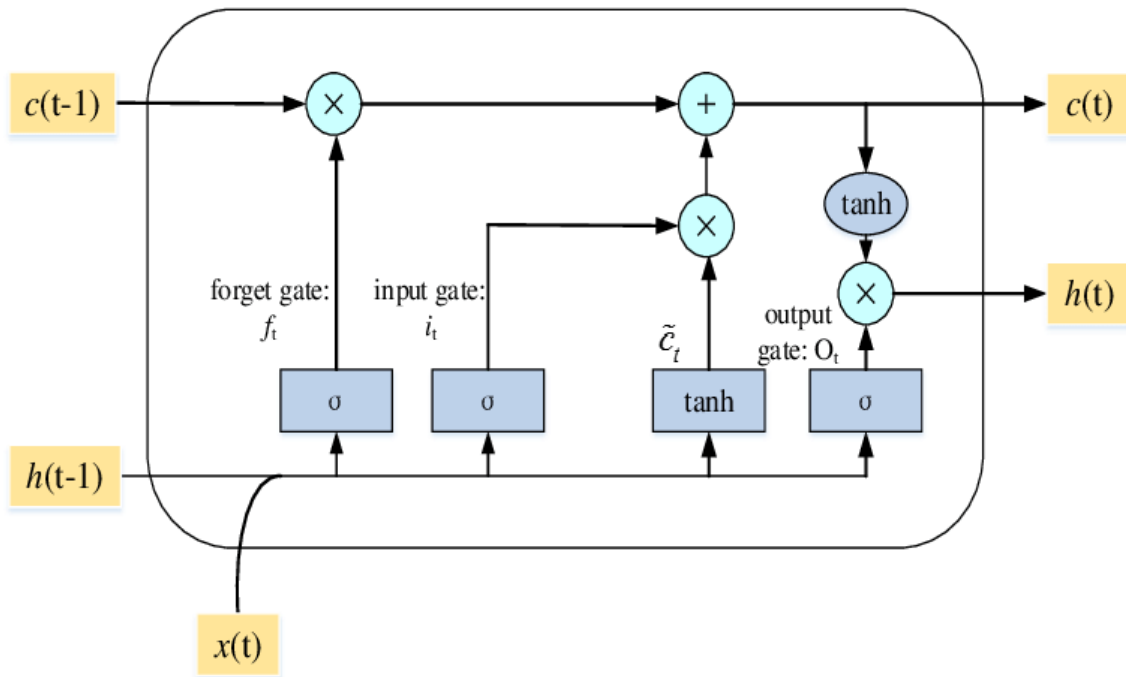 c(t-1)
×
+
c(t)
tanh
×
×
h(t)
forget gate:
fₜ
input gate:
iₜ
c̃ₜ
output
gate: Oₜ
σ
σ
tanh
σ
h(t-1)
x(t)